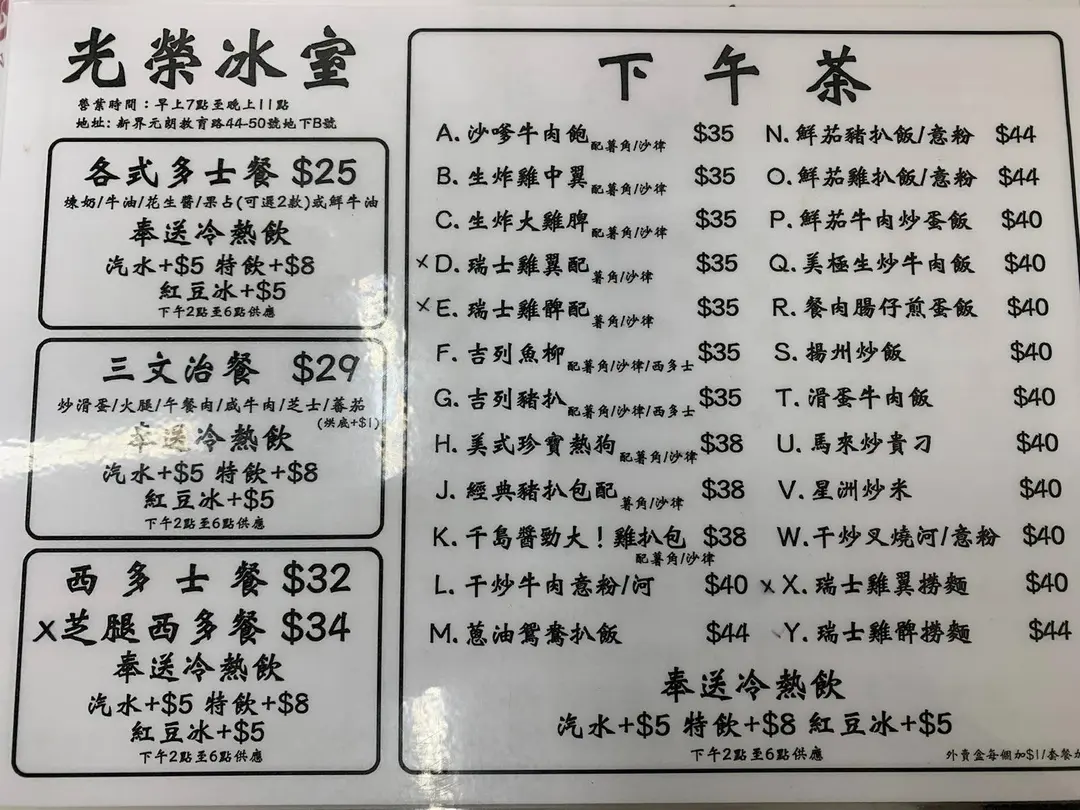 光榮冰室
營業時間：早上7點至晚上11點
地址：新界元朗教育路44-50號地下B號
各式多士餐 $25
煉奶/牛油/花生醬/果占(可選2款)或鮮牛油
奉送冷熱飲
汽水+$5 特飲+$8
紅豆冰+$5
下午2點至6點供應
三文治餐 $29
炒滑蛋/火腿/午餐肉/咸牛肉/芝士/蕃茄
(烘底+$1)
奉送冷熱飲
汽水+$5 特飲+$8
紅豆冰+$5
下午2點至6點供應
西多士餐 $32
x芝腿西多餐 $34
奉送冷熱飲
汽水+$5 特飲+$8
紅豆冰+$5
下午2點至6點供應
下午茶
A. 沙嗲牛肉飽配薯角/沙律 $35
B. 生炸雞中翼配薯角/沙律 $35
C. 生炸大雞脾配薯角/沙律 $35
x D. 瑞士雞翼配薯角/沙律 $35
x E. 瑞士雞髀配薯角/沙律 $35
F. 吉列魚柳配薯角/沙律/西多士 $35
G. 吉列豬扒配薯角/沙律/西多士 $35
H. 美式珍寶熱狗配薯角/沙律 $38
J. 經典豬扒包配薯角/沙律 $38
K. 千島醬勁大！雞扒包 $38
配薯角/沙律
L. 干炒牛肉意粉/河 $40
M. 蔥油鴛鴦扒飯 $44
N. 鮮茄豬扒飯/意粉 $44
O. 鮮茄雞扒飯/意粉 $44
P. 鮮茄牛肉炒蛋飯 $40
Q. 美極生炒牛肉飯 $40
R. 餐肉腸仔煎蛋飯 $40
S. 揚州炒飯 $40
T. 滑蛋牛肉飯 $40
U. 馬來炒貴刁 $40
V. 星洲炒米 $40
W. 干炒叉燒河/意粉 $40
x X. 瑞士雞翼撈麵 $40
Y. 瑞士雞髀撈麵 $44
奉送冷熱飲
汽水+$5 特飲+$8 紅豆冰+$5
下午2點至6點供應
外賣盒每個加$1/套餐